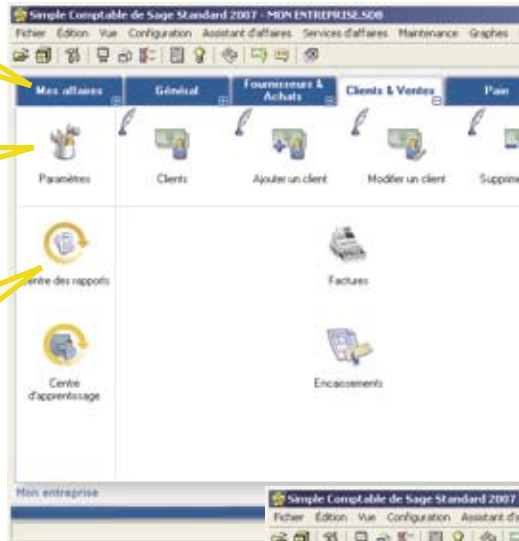 Simple Comptable de Sage Standard 2007 - MON ENTREPRISE.SDB
Fichier Édition Vue Configuration Assistant d'affaires Services d'affaires Maintenance Graphes
Mes affaires Général Fournisseurs & Achats Clients & Ventes Paie
Paramètres Clients Ajouter un client Modifier un client Supprime
Centre des rapports Factures
Centre d'apprentissage Encaissements
Mon entreprise
Simple Comptable de Sage Standard 2007
Fichier Édition Vue Configuration Assistant d'a